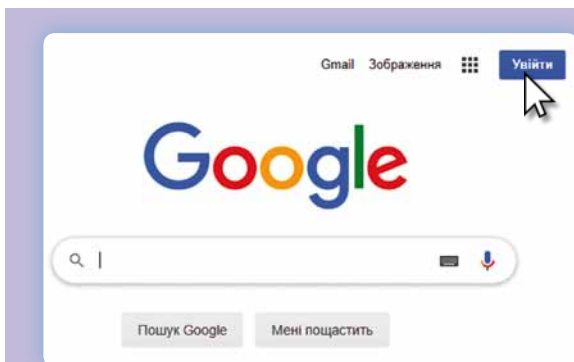 Gmail Зображення Увійти
Google
Пошук Google Мені пощастить